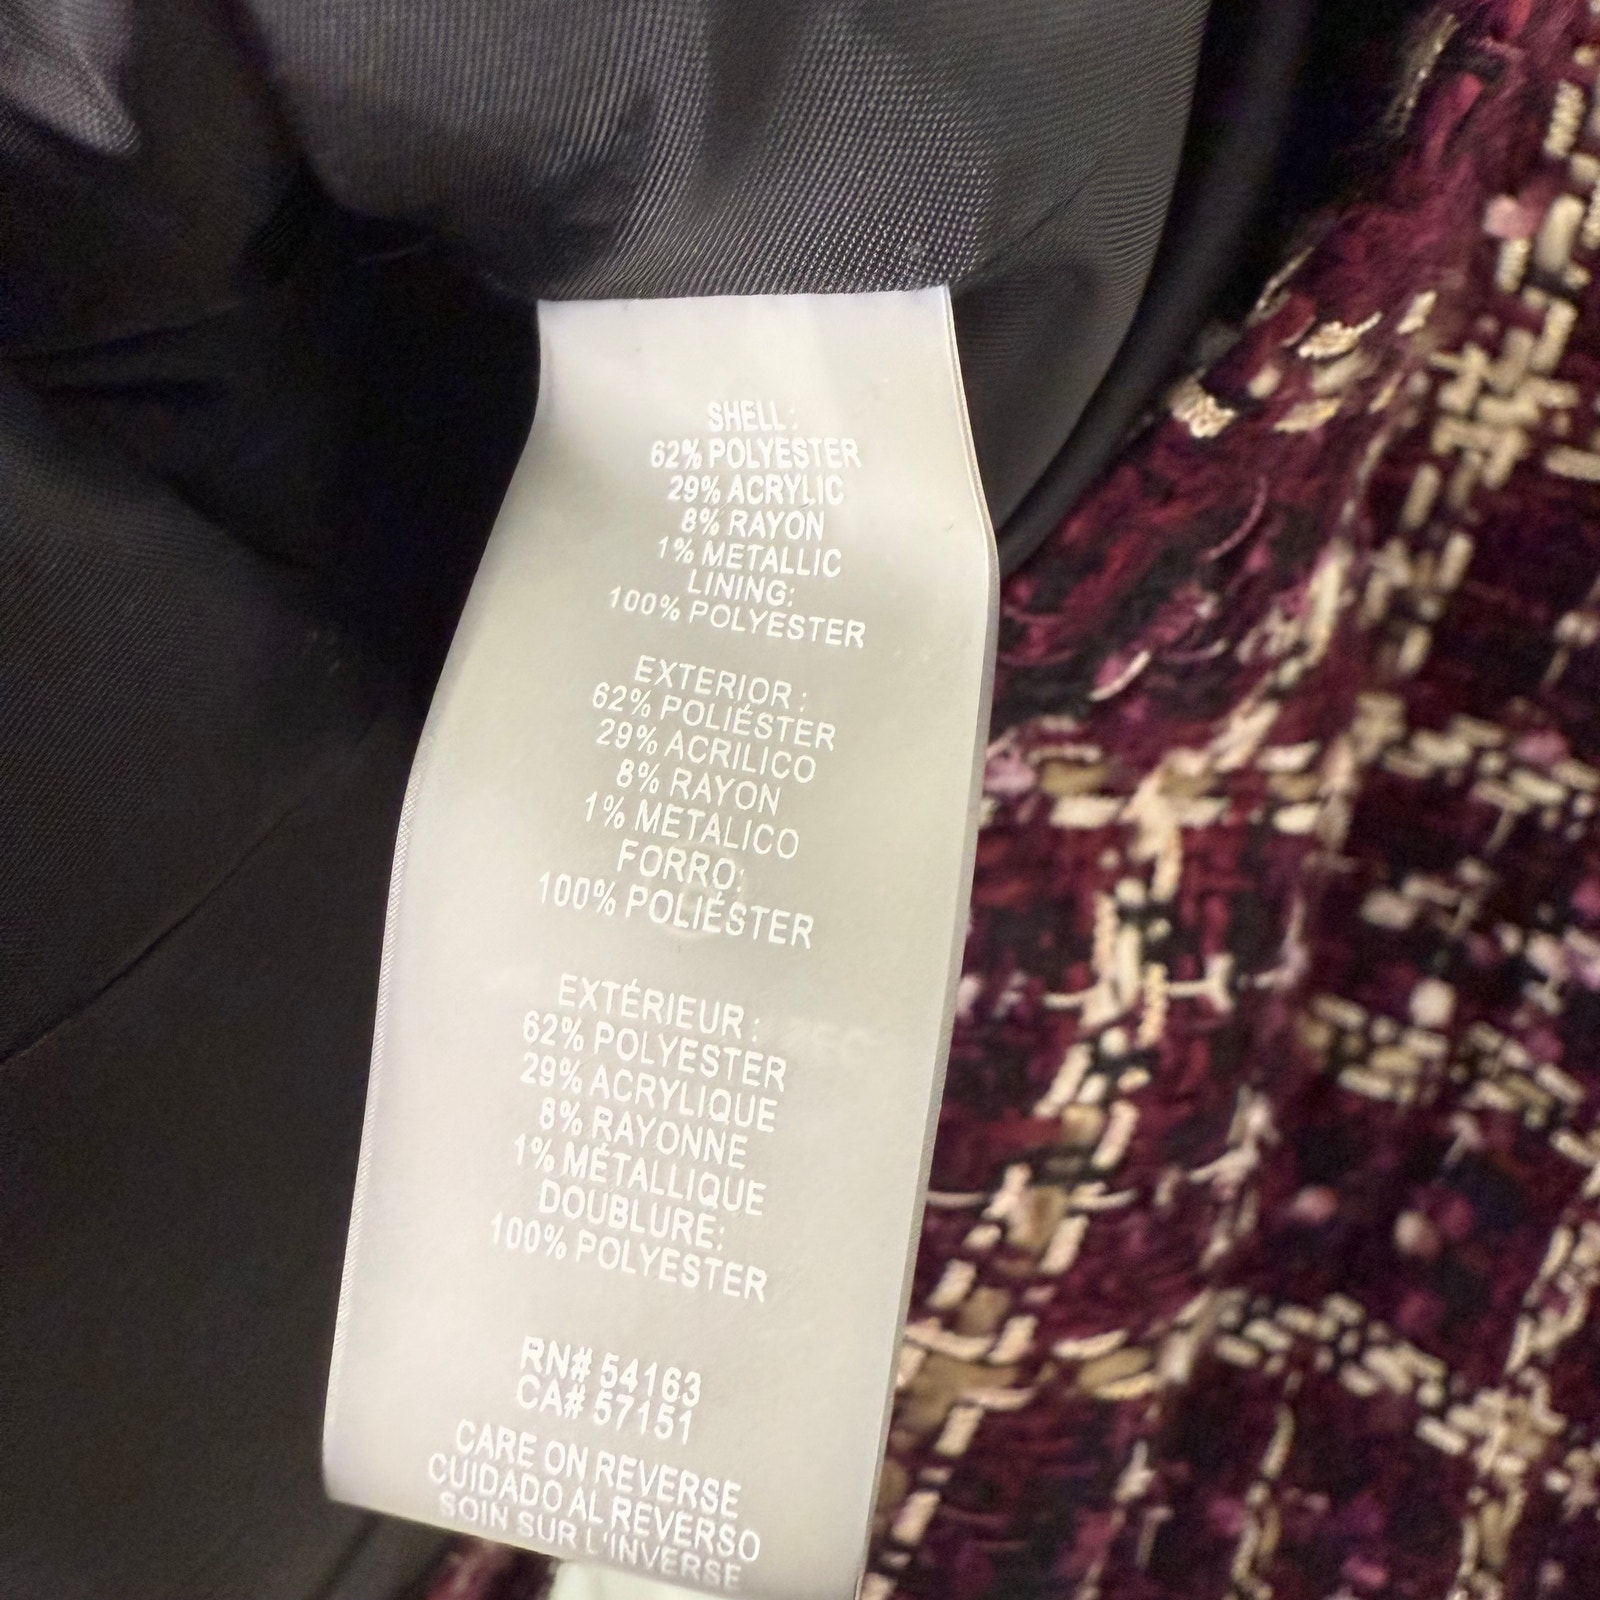 SHELL:
62% POLYESTER
29% ACRYLIC
8% RAYON
1% METALLIC
LINING:
100% POLYESTER
EXTERIOR :
62% POLIÉSTER
29% ACRILICO
8% RAYON
1% METALICO
FORRO:
100% POLIÉSTER
EXTÉRIEUR :
62% POLYESTER
29% ACRYLIQUE
8% RAYONNE
1% MÉTALLIQUE
DOUBLURE:
100% POLYESTER
RN# 54163
CA# 57151
CARE ON REVERSE
CUIDADO AL REVERSO
SOIN SUR L'INVERSE